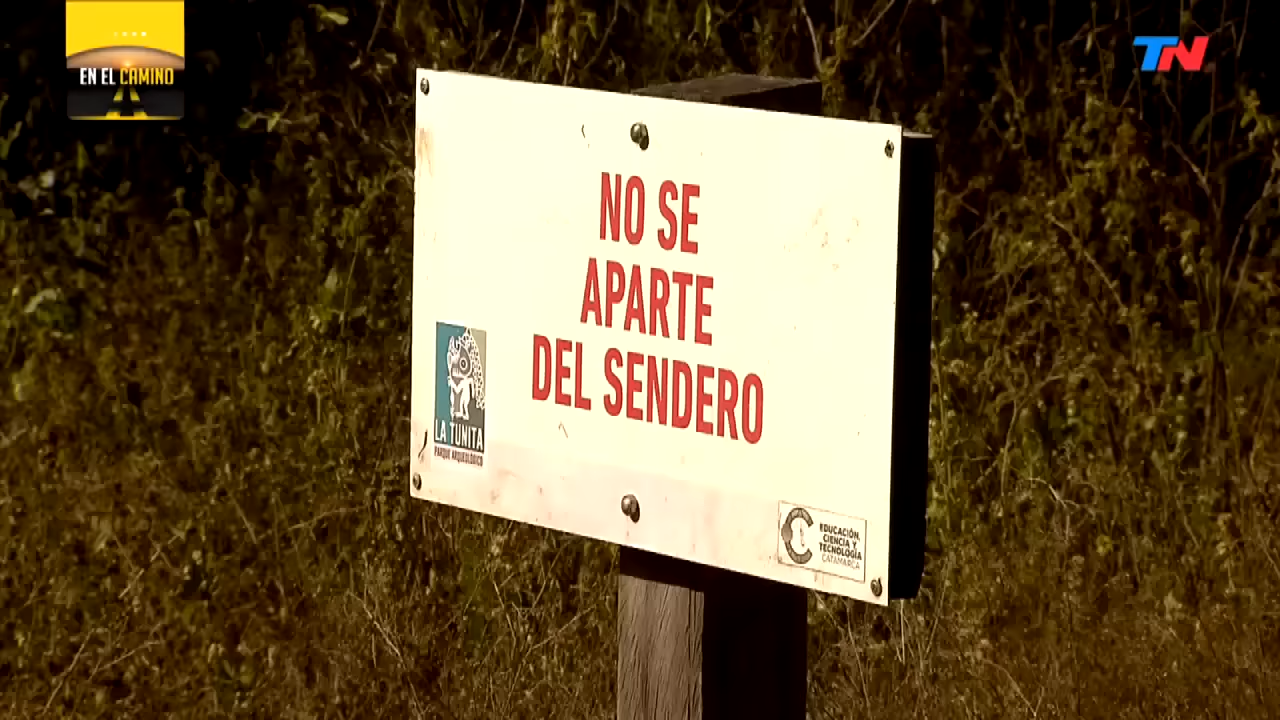 EN EL CAMINO
TN
NO SE
APARTE
DEL SENDERO
LA TUNITA
PARQUE ARQUEOLÓGICO
EDUCACIÓN,
CIENCIA Y
TECNOLOGÍA
CATAMARCA